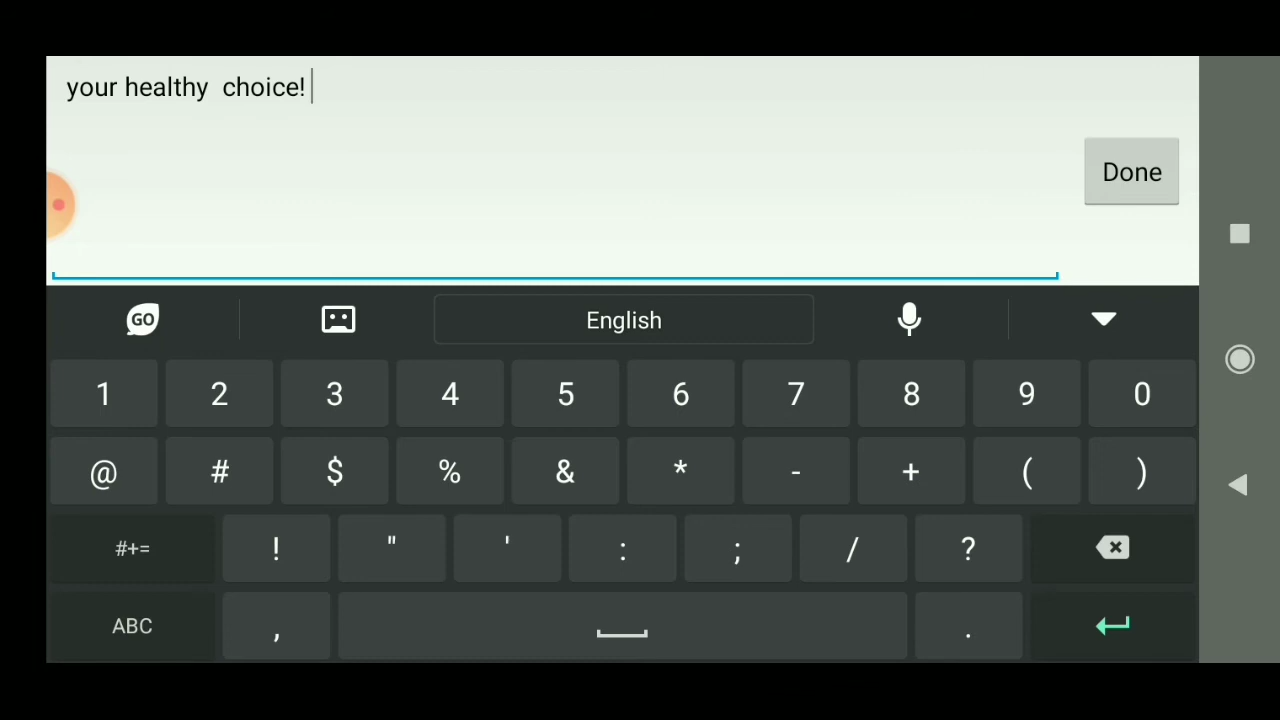 your healthy  choice!
Done
GO
English
1 2 3 4 5 6 7 8 9 0
@ # $ % & * - + ( )
#+= ! " ' : ; / ?
ABC , .